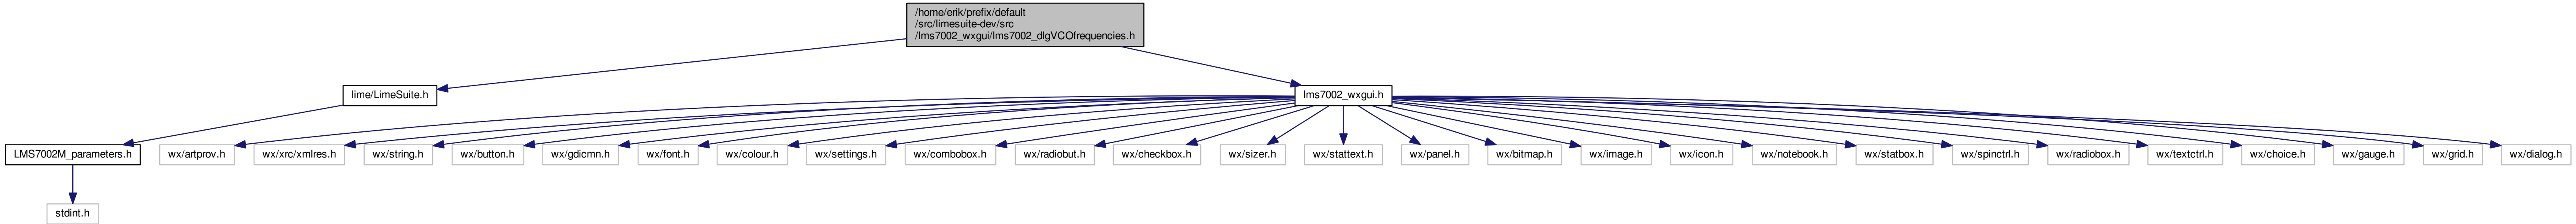 /home/erik/prefix/default
/src/limesuite-dev/src
/lms7002_wxgui/lms7002_dlgVCOfrequencies.h
lime/LimeSuite.h
lms7002_wxgui.h
LMS7002M_parameters.h
wx/artprov.h
wx/xrc/xmlres.h
wx/string.h
wx/button.h
wx/gdicmn.h
wx/font.h
wx/colour.h
wx/settings.h
wx/combobox.h
wx/radiobut.h
wx/checkbox.h
wx/sizer.h
wx/stattext.h
wx/panel.h
wx/bitmap.h
wx/image.h
wx/icon.h
wx/notebook.h
wx/statbox.h
wx/spinctrl.h
wx/radiobox.h
wx/textctrl.h
wx/choice.h
wx/gauge.h
wx/grid.h
wx/dialog.h
stdint.h